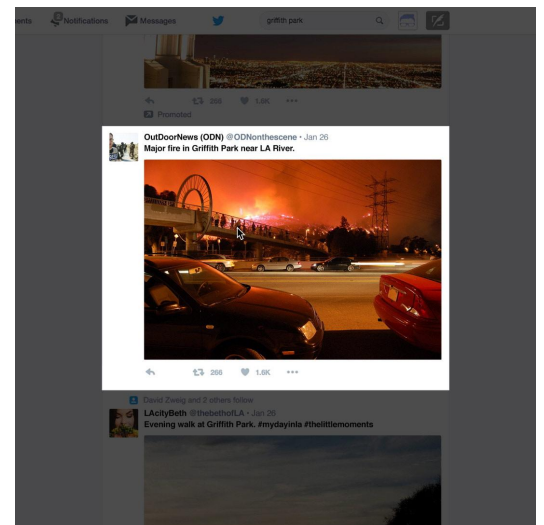 ents Notifications Messages griffith park
266 1.6K
Promoted
OutDoorNews (ODN) @ODNonthescene · Jan 26
Major fire in Griffith Park near LA River.
266 1.6K
David Zweig and 2 others follow
LAcityBeth @thebethofLA · Jan 26
Evening walk at Griffith Park. #mydayinla #thelittlemoments